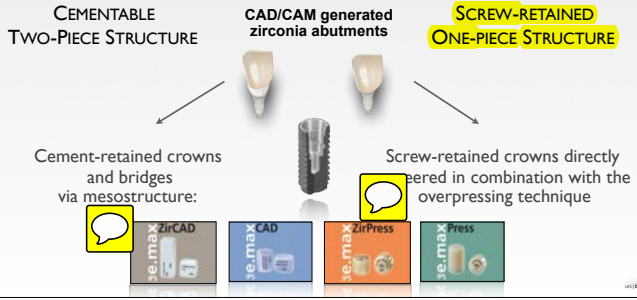 CEMENTABLE
TWO-PIECE STRUCTURE
CAD/CAM generated
zirconia abutments
SCREW-RETAINED
ONE-PIECE STRUCTURE
Cement-retained crowns
and bridges
via mesostructure:
Screw-retained crowns directly
eered in combination with the
overpressing technique
e.max ZirCAD
e.max CAD
e.max ZirPress
e.max Press